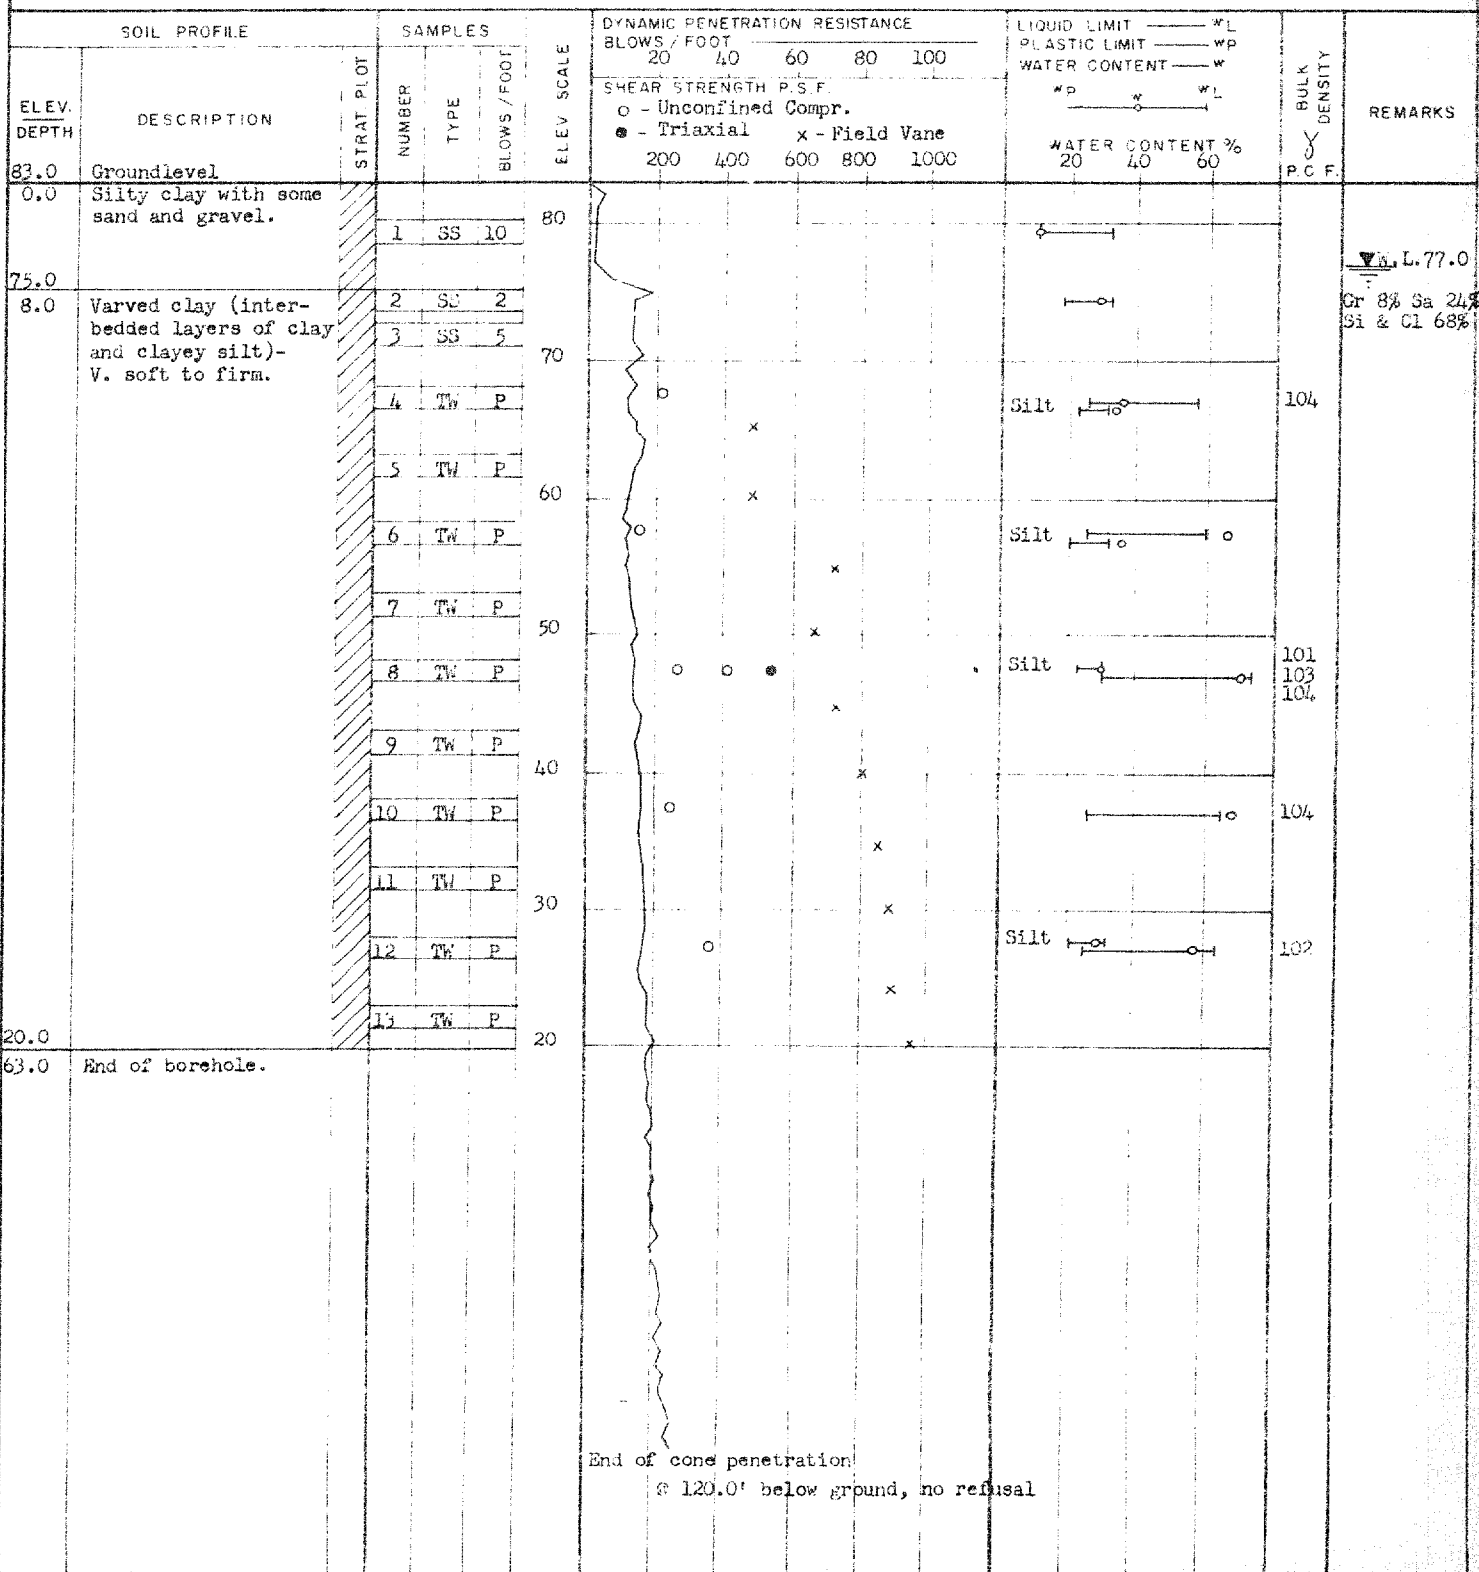 SOIL PROFILE
SAMPLES
ELEV. DEPTH
DESCRIPTION
STRAT PLOT
NUMBER
TYPE
BLOWS / FOOT
ELEV SCALE
DYNAMIC PENETRATION RESISTANCE
BLOWS / FOOT
20 40 60 80 100
SHEAR STRENGTH P.S.F.
o - Unconfined Compr.
● - Triaxial x - Field Vane
200 400 600 800 1000
LIQUID LIMIT —— WL
PLASTIC LIMIT —— WP
WATER CONTENT —— W
WP W WL
WATER CONTENT %
20 40 60
BULK DENSITY
γ
P.C.F.
REMARKS
83.0 Groundlevel
0.0 Silty clay with some
sand and gravel.
80
1 SS 10
W.L.77.0
75.0
8.0 Varved clay (inter-
bedded layers of clay
and clayey silt)-
V. soft to firm.
2 SS 2
Gr 8% Sa 24%
Si & Cl 68%
3 SS 5
70
4 TW P Silt 104
5 TW P
60
6 TW P Silt
7 TW P
50
8 TW P Silt 101
103
104
9 TW P
40
10 TW P 104
11 TW P
30
12 TW P Silt 102
13 TW P
20.0 20
63.0 End of borehole.
End of cone penetration
@ 120.0' below ground, no refusal